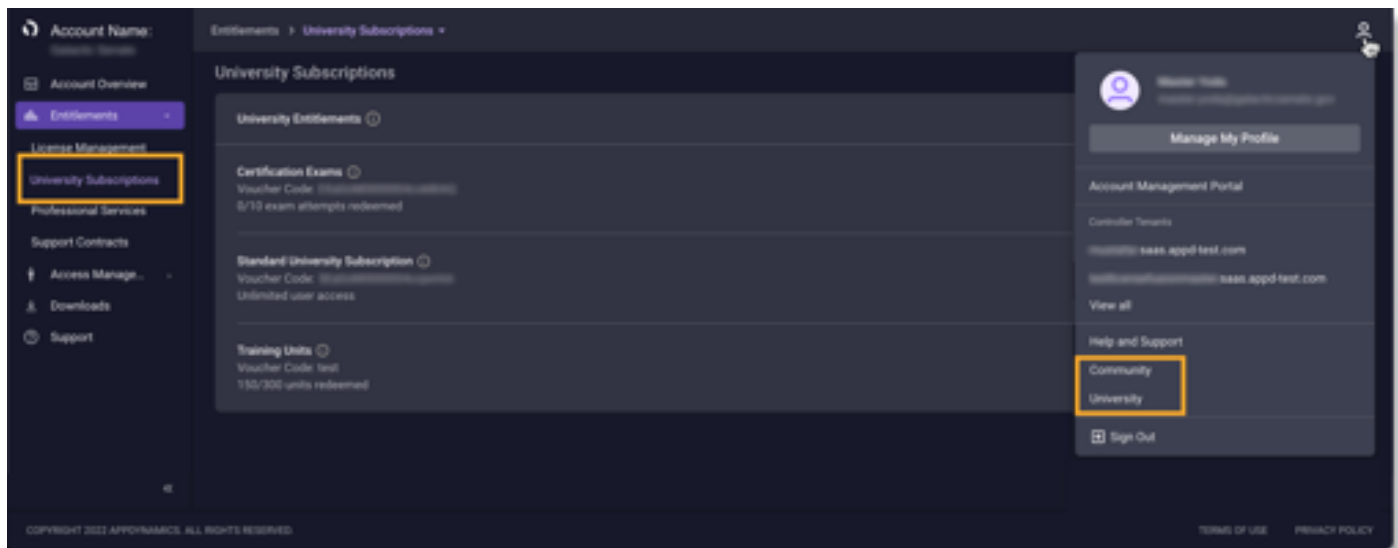 Account Name:
Entitlements > University Subscriptions
Account Overview
Entitlements
License Management
University Subscriptions
Professional Services
Support Contracts
Access Manage...
Downloads
Support
University Subscriptions
University Entitlements
Certification Exams
Voucher Code:
0/10 exam attempts redeemed
Standard University Subscription
Voucher Code:
Unlimited user access
Training Units
Voucher Code: test
150/300 units redeemed
Manage My Profile
Account Management Portal
Controller Tenants
saas.appd-test.com
saas.appd-test.com
View all
Help and Support
Community
University
Sign Out
COPYRIGHT 2022 APPDYNAMICS. ALL RIGHTS RESERVED.
TERMS OF USE
PRIVACY POLICY